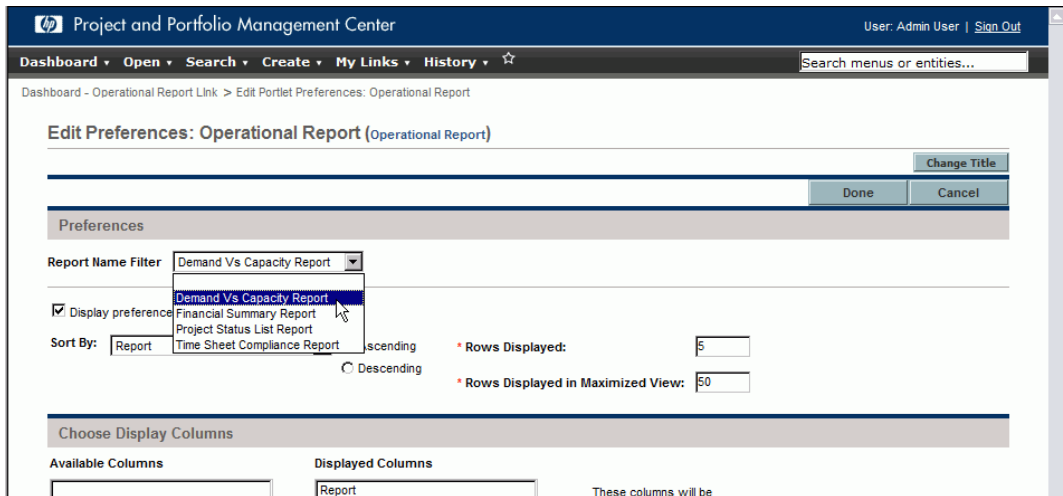 hp Project and Portfolio Management Center
User: Admin User | Sign Out
Dashboard Open Search Create My Links History
Search menus or entities...
Dashboard - Operational Report LInk > Edit Portlet Preferences: Operational Report
Edit Preferences: Operational Report (Operational Report)
Change Title
Done Cancel
Preferences
Report Name Filter Demand Vs Capacity Report
Demand Vs Capacity Report
Financial Summary Report
Project Status List Report
Time Sheet Compliance Report
Display preference
Sort By: Report
scending
Descending
* Rows Displayed: 5
* Rows Displayed in Maximized View: 50
Choose Display Columns
Available Columns
Displayed Columns
Report
These columns will be